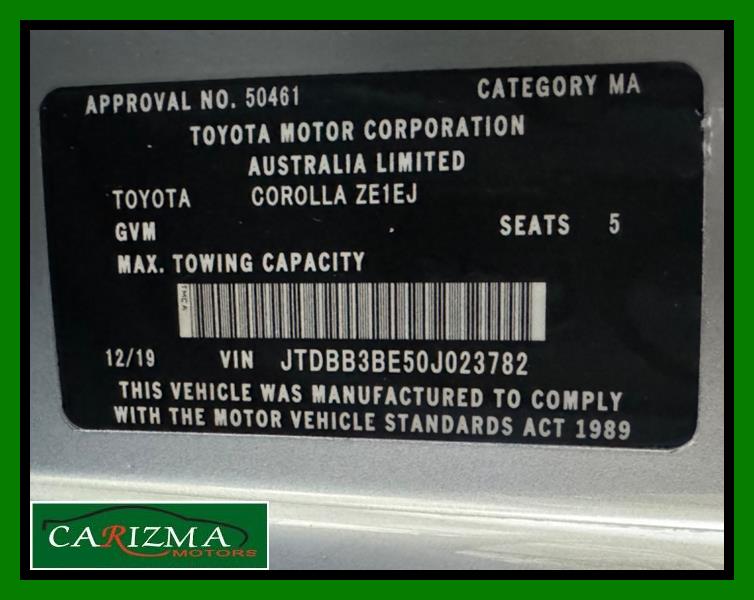 APPROVAL NO. 50461 CATEGORY MA
TOYOTA MOTOR CORPORATION
AUSTRALIA LIMITED
TOYOTA COROLLA ZE1EJ
GVM SEATS 5
MAX. TOWING CAPACITY
TMCA
12/19 VIN JTDBB3BE50J023782
THIS VEHICLE WAS MANUFACTURED TO COMPLY
WITH THE MOTOR VEHICLE STANDARDS ACT 1989
CARIZMA
MOTORS